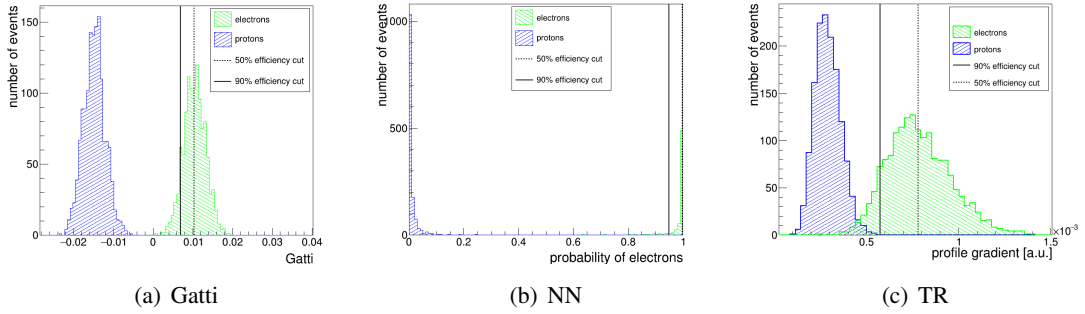 number of events
150
100
50
0
−0.02
−0.01
0
0.01
0.02
0.03
0.04
Gatti
electrons
protons
50% efficiency cut
90% efficiency cut
(a) Gatti
number of events
1000
500
0
0
0.2
0.4
0.6
0.8
1
probability of electrons
electrons
protons
50% efficiency cut
90% efficiency cut
(b) NN
number of events
200
150
100
50
0
0.5
1.0
1.5
×10−3
profile gradient [a.u.]
electrons
protons
90% efficiency cut
50% efficiency cut
(c) TR